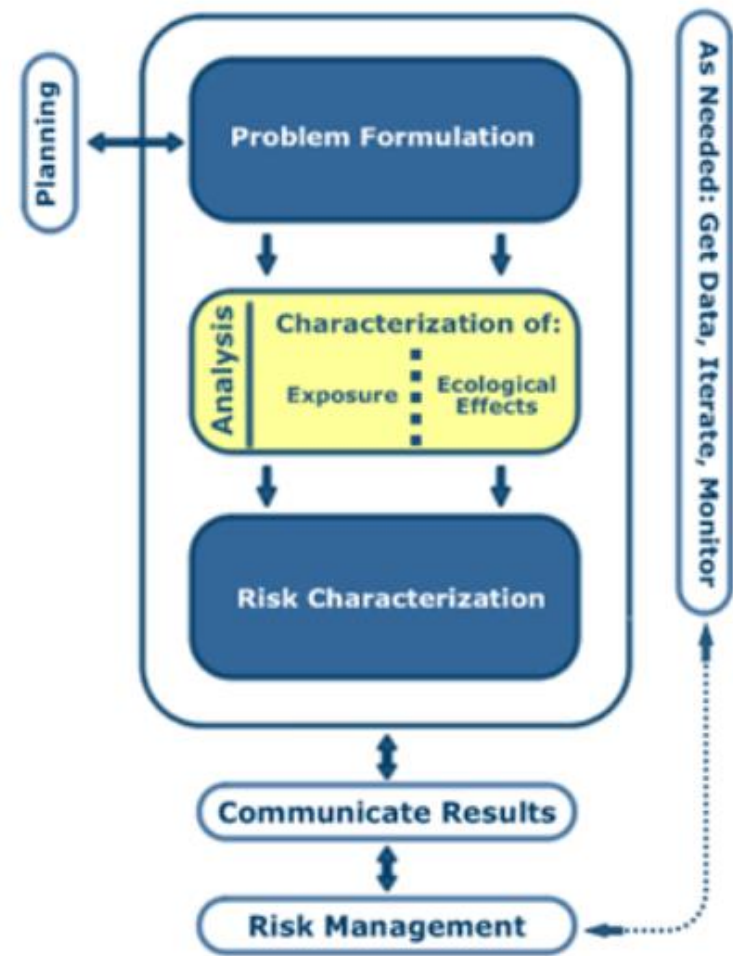 Planning
Problem Formulation
As Needed: Get Data, Iterate, Monitor
Analysis
Characterization of:
Exposure
Ecological
Effects
Risk Characterization
Communicate Results
Risk Management